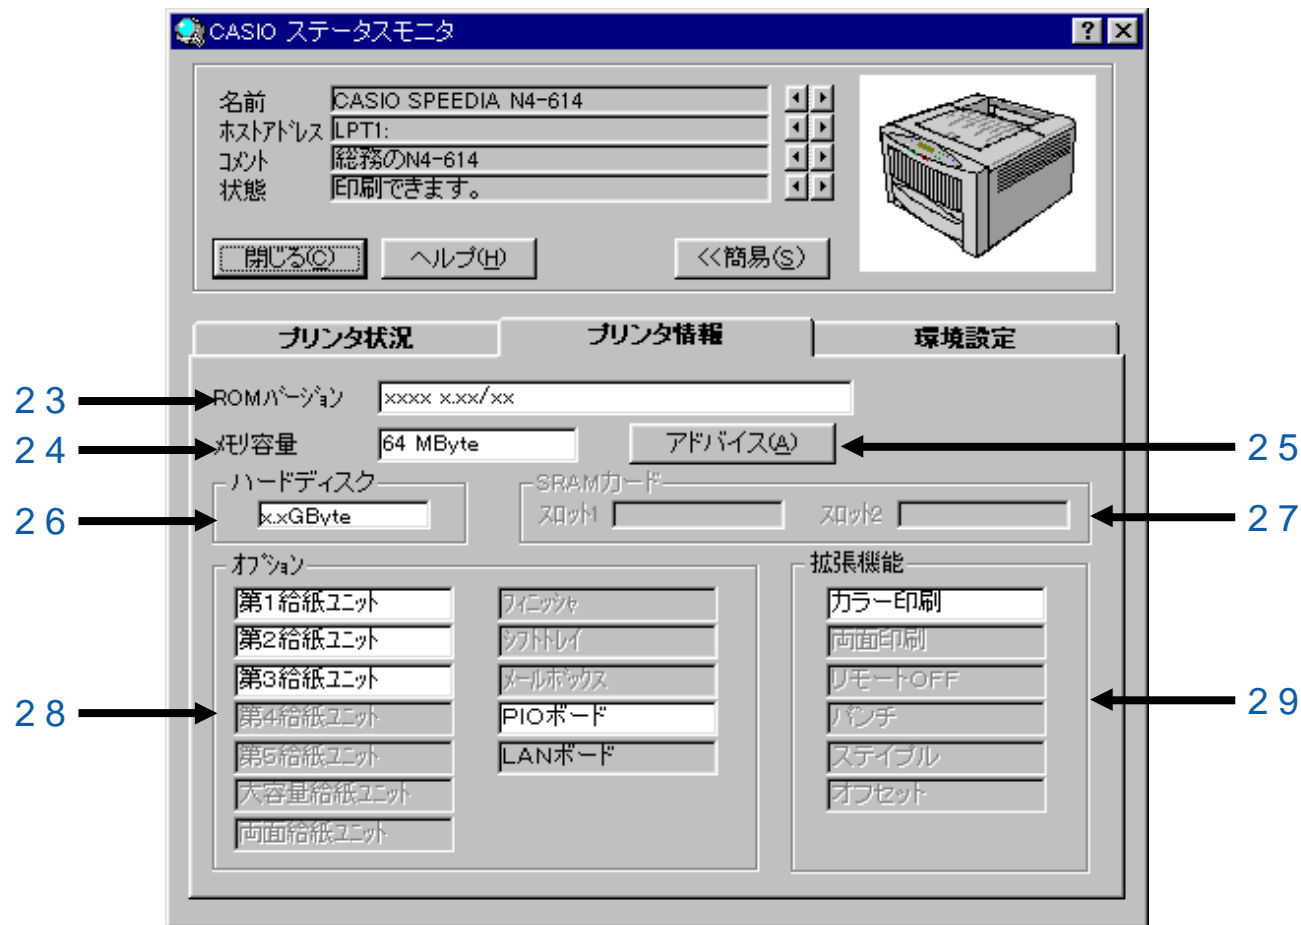 CASIO ステータスモニタ
名前 CASIO SPEEDIA N4-614
ホストアドレス LPT1:
コメント 総務のN4-614
状態 印刷できます。
閉じる(C) ヘルプ(H) <<簡易(S)
プリンタ状況 プリンタ情報 環境設定
23 ROMバージョン xxxx x.xx/xx
24 メモリ容量 64 MByte アドバイス(A) 25
ハードディスク SRAMカード
26 x.xGByte スロット1 スロット2 27
オプション 拡張機能
第1給紙ユニット フィニッシャ カラー印刷
第2給紙ユニット シフトトレイ 両面印刷
第3給紙ユニット メールボックス リモートOFF
28 第4給紙ユニット PIOボード パンチ 29
第5給紙ユニット LANボード ステイプル
大容量給紙ユニット オフセット
両面給紙ユニット